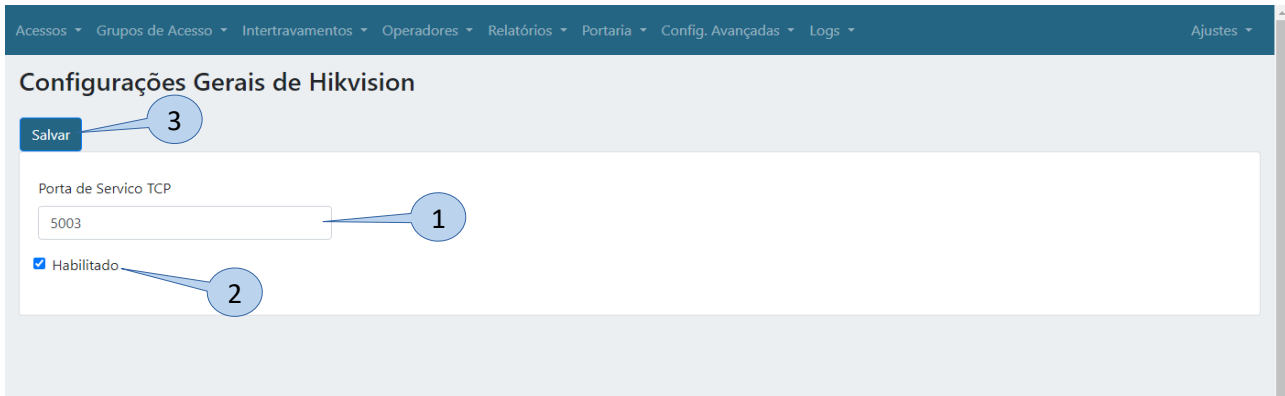 Acessos Grupos de Acesso Intertravamentos Operadores Relatórios Portaria Config. Avançadas Logs Ajustes
Configurações Gerais de Hikvision
3
Salvar
Porta de Servico TCP
5003
1
Habilitado
2